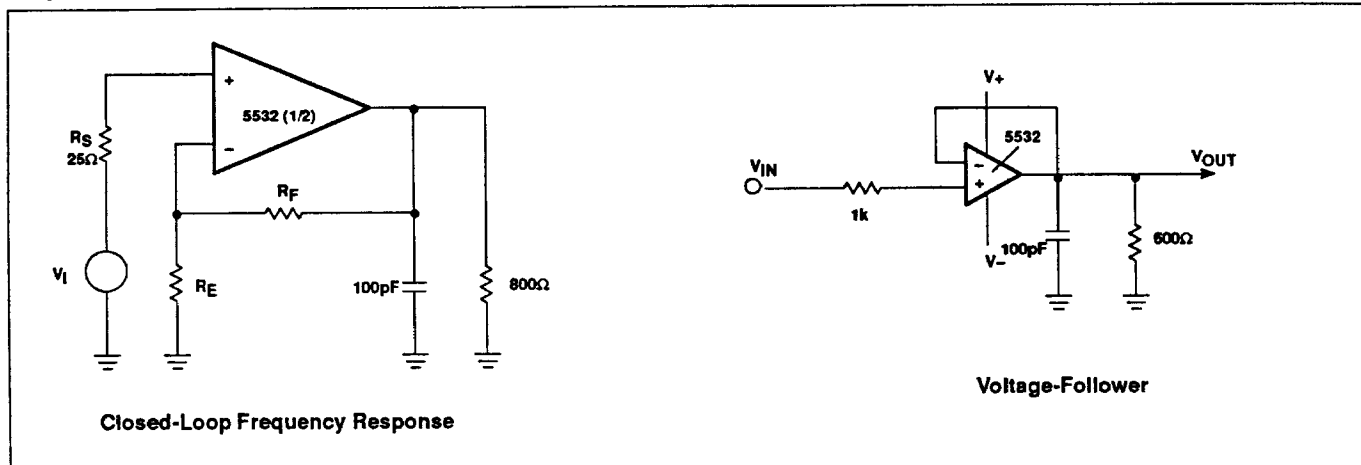 +
5532 (1/2)
−
RS
25Ω
RF
VI
RE
100pF
800Ω
Closed-Loop Frequency Response
V+
5532
VIN
−
+
VOUT
1k
100pF
V−
600Ω
Voltage-Follower